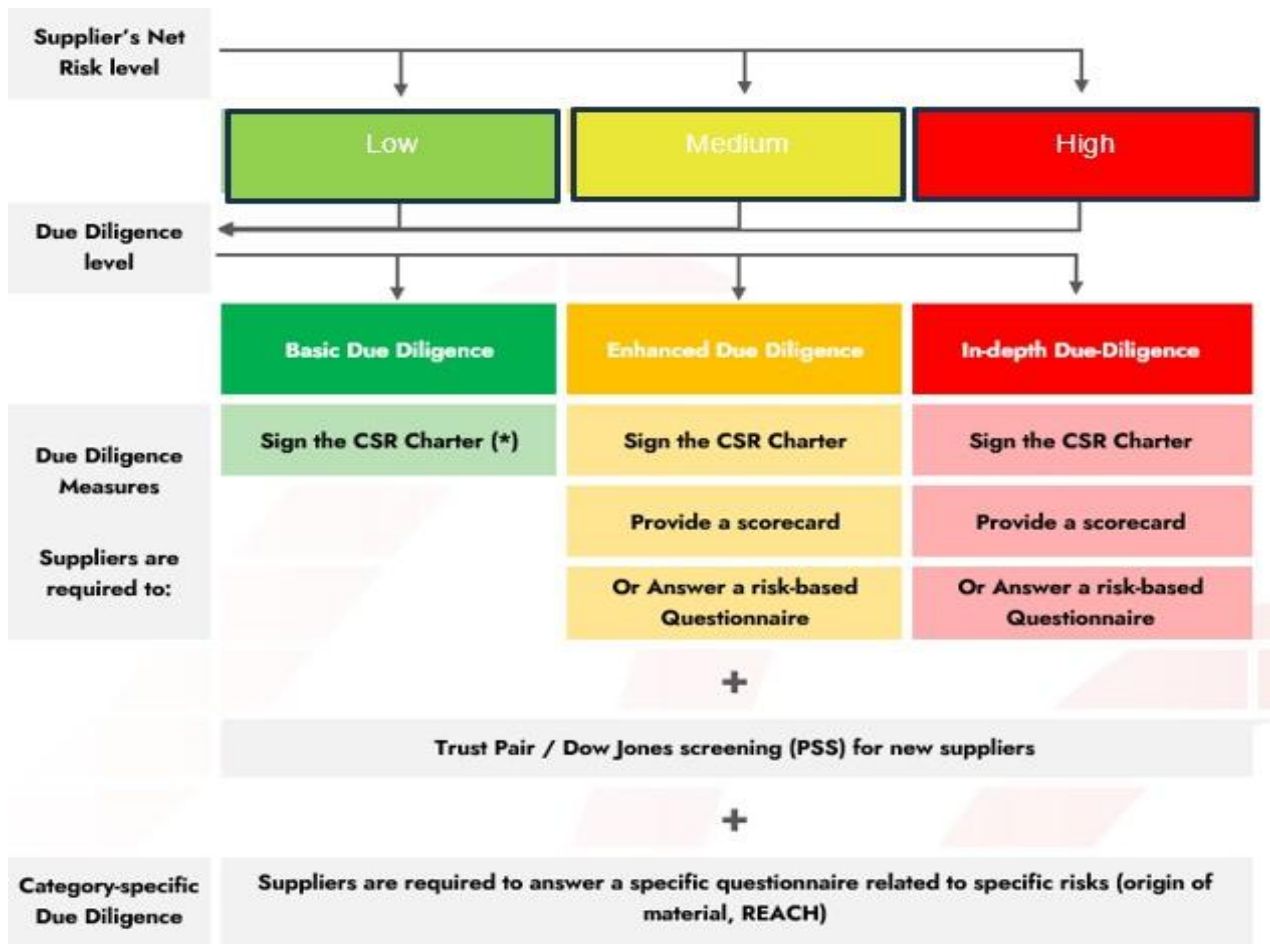 Supplier's Net
Risk level
Low
Medium
High
Due Diligence
level
Basic Due Diligence
Enhanced Due Diligence
In-depth Due-Diligence
Due Diligence
Measures
Suppliers are
required to:
Sign the CSR Charter (*)
Sign the CSR Charter
Sign the CSR Charter
Provide a scorecard
Provide a scorecard
Or Answer a risk-based
Questionnaire
Or Answer a risk-based
Questionnaire
+
Trust Pair / Dow Jones screening (PSS) for new suppliers
+
Category-specific
Due Diligence
Suppliers are required to answer a specific questionnaire related to specific risks (origin of
material, REACH)